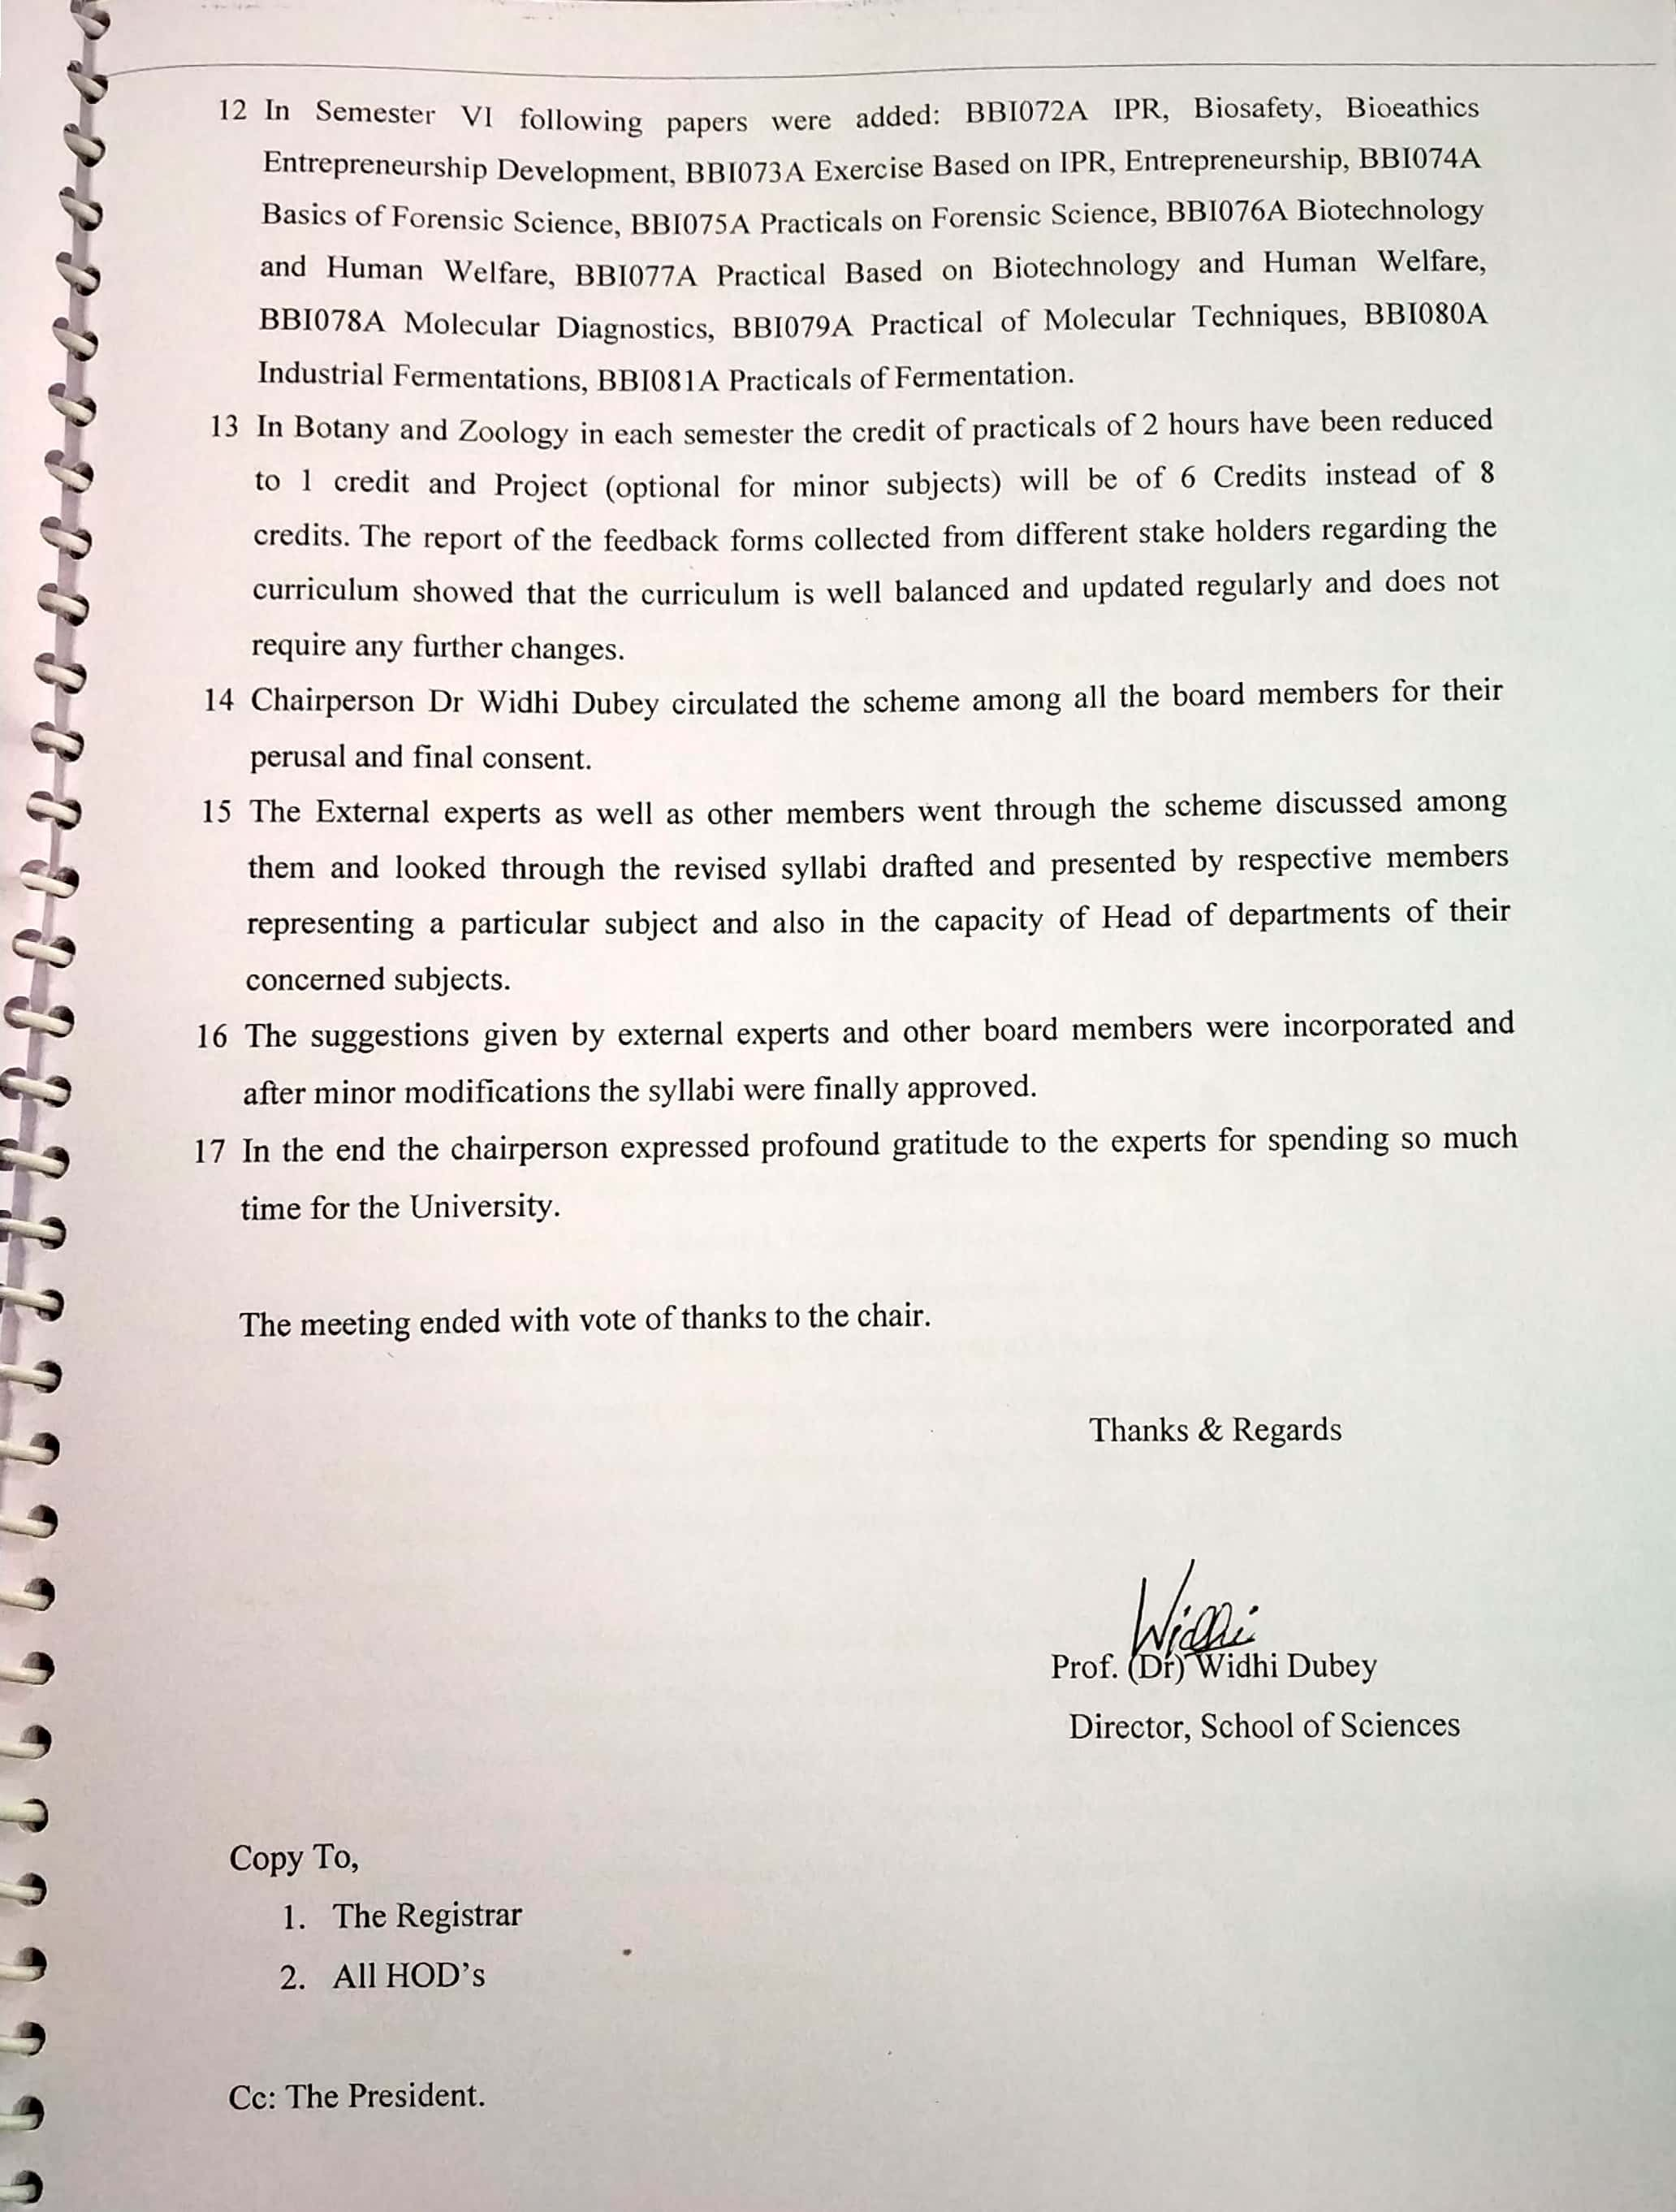 12 In Semester VI following papers were added: BBI072A IPR, Biosafety, Bioeathics
Entrepreneurship Development, BBI073A Exercise Based on IPR, Entrepreneurship, BBI074A
Basics of Forensic Science, BBI075A Practicals on Forensic Science, BBI076A Biotechnology
and Human Welfare, BBI077A Practical Based on Biotechnology and Human Welfare,
BBI078A Molecular Diagnostics, BBI079A Practical of Molecular Techniques, BBI080A
Industrial Fermentations, BBI081A Practicals of Fermentation.
13 In Botany and Zoology in each semester the credit of practicals of 2 hours have been reduced
to 1 credit and Project (optional for minor subjects) will be of 6 Credits instead of 8
credits. The report of the feedback forms collected from different stake holders regarding the
curriculum showed that the curriculum is well balanced and updated regularly and does not
require any further changes.
14 Chairperson Dr Widhi Dubey circulated the scheme among all the board members for their
perusal and final consent.
15 The External experts as well as other members went through the scheme discussed among
them and looked through the revised syllabi drafted and presented by respective members
representing a particular subject and also in the capacity of Head of departments of their
concerned subjects.
16 The suggestions given by external experts and other board members were incorporated and
after minor modifications the syllabi were finally approved.
17 In the end the chairperson expressed profound gratitude to the experts for spending so much
time for the University.
The meeting ended with vote of thanks to the chair.
Thanks & Regards
Widhi
Prof. (Dr) Widhi Dubey
Director, School of Sciences
Copy To,
1. The Registrar
2. All HOD's
Cc: The President.